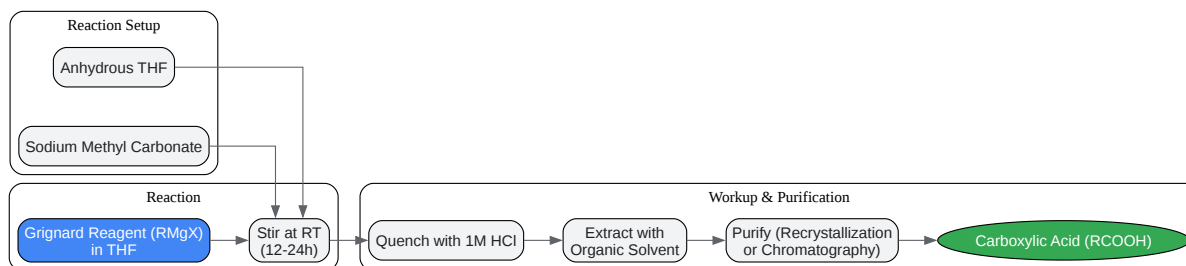 Reaction Setup
Anhydrous THF
Sodium Methyl Carbonate
Reaction
Grignard Reagent (RMgX)
in THF
Stir at RT
(12-24h)
Workup & Purification
Quench with 1M HCl
Extract with
Organic Solvent
Purify (Recrystallization
or Chromatography)
Carboxylic Acid (RCOOH)